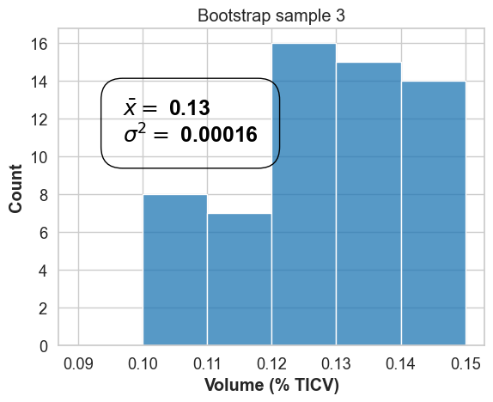 Bootstrap sample 3
16
14
12
10
8
6
4
2
0
Count
x̄ = 0.13
σ² = 0.00016
0.09 0.10 0.11 0.12 0.13 0.14 0.15
Volume (% TICV)